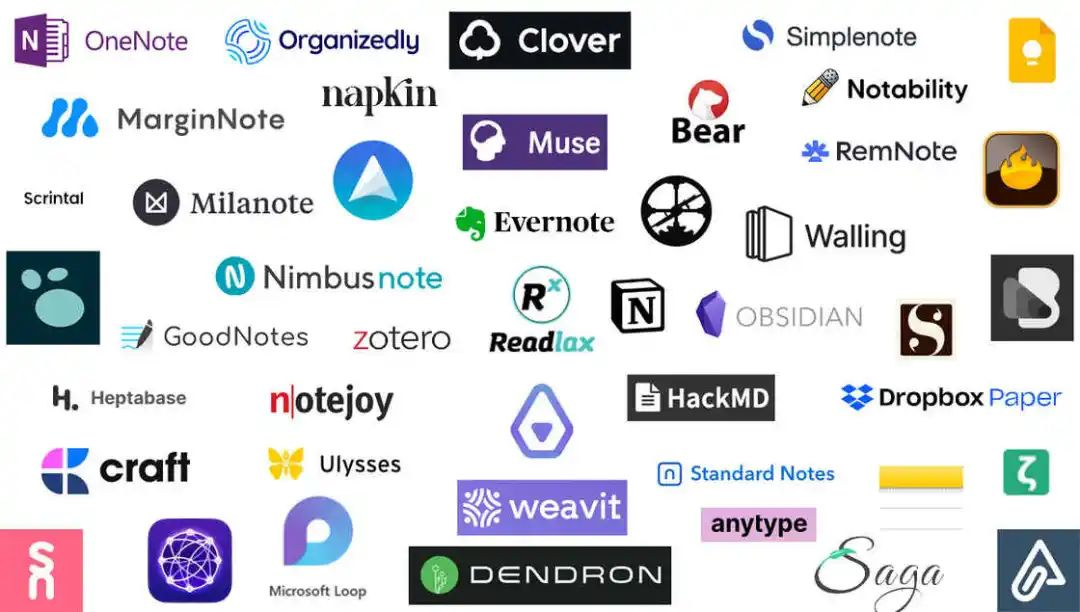 N OneNote
Organizedly
Clover
Simplenote
napkin
Notability
MarginNote
Muse
Bear
RemNote
Scrintal
Milanote
Evernote
Walling
N Nimbus note
Rx
Readlax
N
OBSIDIAN
S
B
GoodNotes
zotero
Heptabase
notejoy
HackMD
Dropbox Paper
craft
Ulysses
Standard Notes
ζ
weavit
anytype
Microsoft Loop
DENDRON
Saga